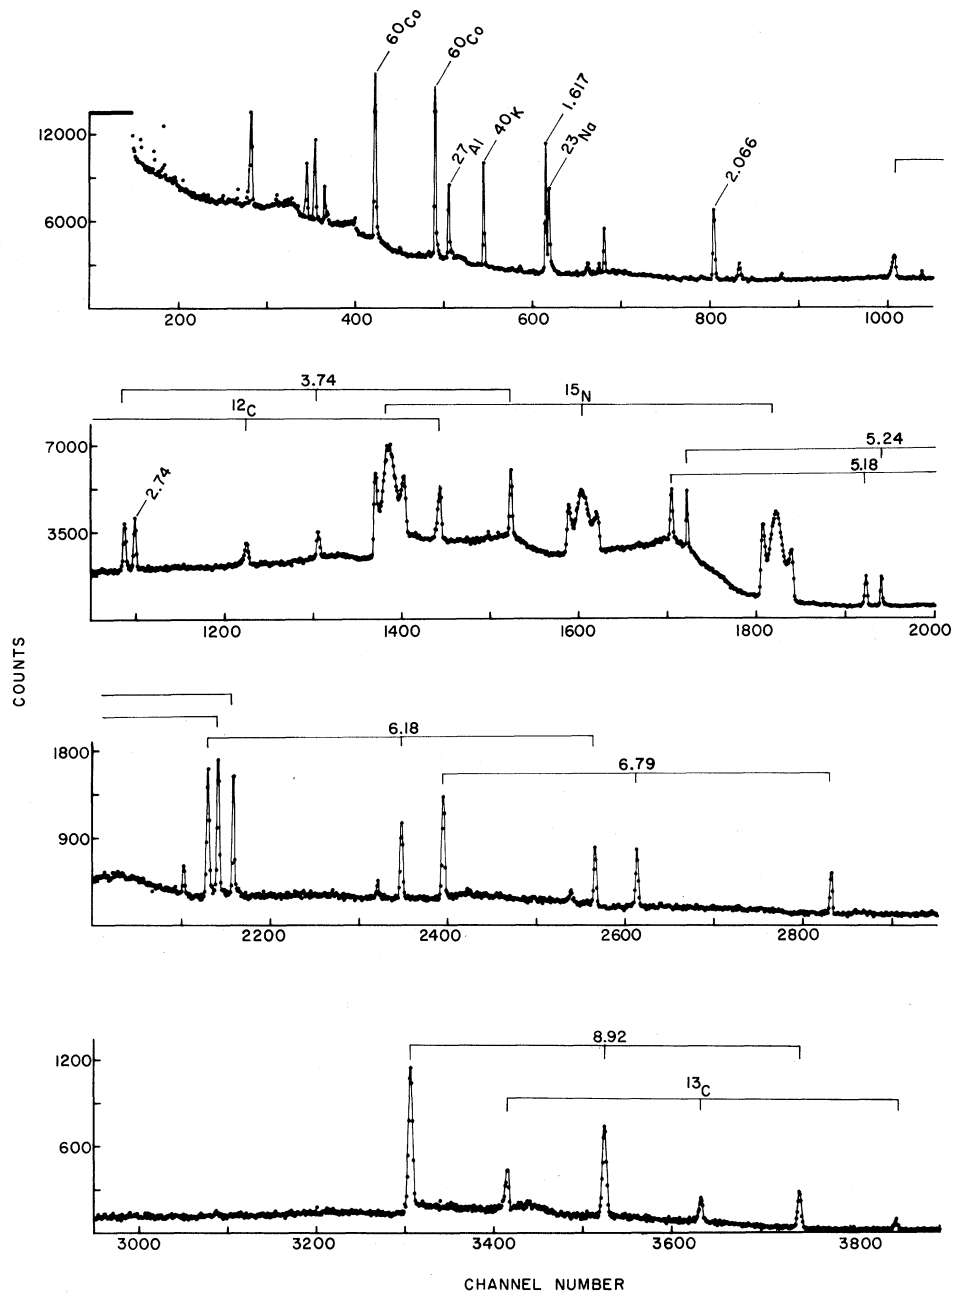 60Co
60Co
27Al
40K
1.617
23Na
2.066
12000
6000
200 400 600 800 1000
3.74
15N
12C
5.24
5.18
2.74
7000
3500
1200 1400 1600 1800 2000
COUNTS
6.18
6.79
1800
900
2200 2400 2600 2800
8.92
13C
1200
600
3000 3200 3400 3600 3800
CHANNEL NUMBER